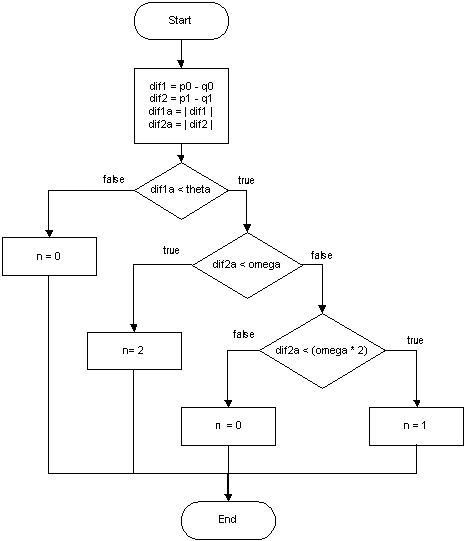 Start
dif1 = p0 - q0
dif2 = p1 - q1
dif1a = | dif1 |
dif2a = | dif2 |
false
dif1a < theta
true
n = 0
true
dif2a < omega
false
n= 2
false
dif2a < (omega * 2)
true
n = 0
n = 1
End